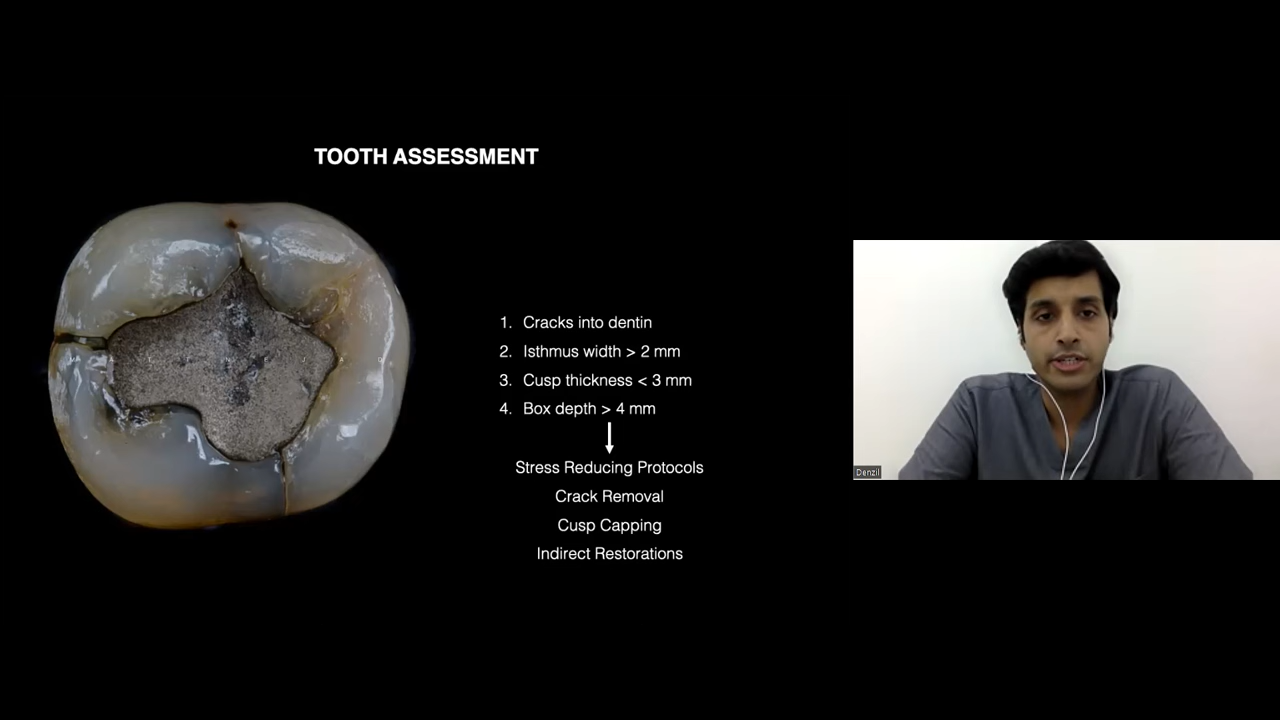 TOOTH ASSESSMENT
1. Cracks into dentin
2. Isthmus width > 2 mm
3. Cusp thickness < 3 mm
4. Box depth > 4 mm
Stress Reducing Protocols
Crack Removal
Cusp Capping
Indirect Restorations
Denzil